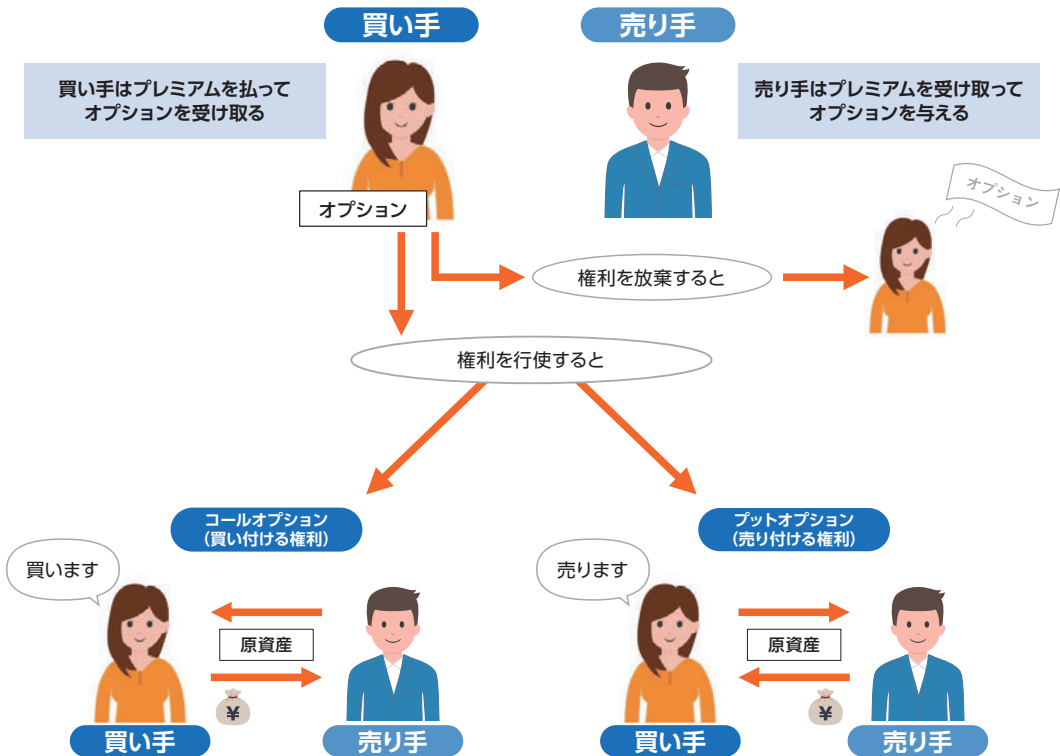 買い手
売り手
買い手はプレミアムを払って
オプションを受け取る
売り手はプレミアムを受け取って
オプションを与える
オプション
オプション
権利を放棄すると
権利を行使すると
コールオプション
(買い付ける権利)
プットオプション
(売り付ける権利)
買います
原資産
¥
買い手
売り手
売ります
原資産
¥
買い手
売り手